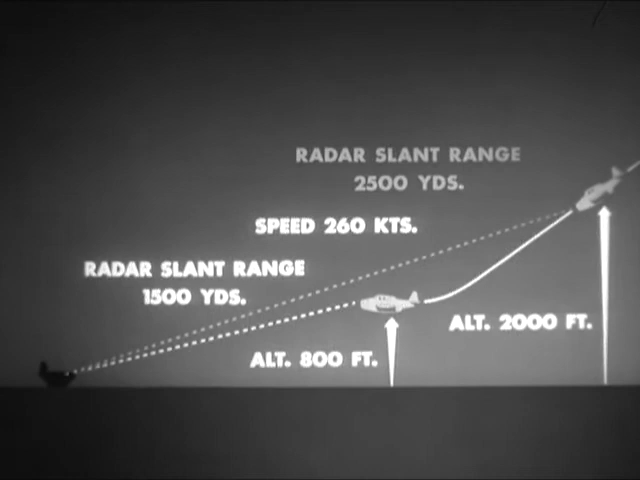 RADAR SLANT RANGE
2500 YDS.
SPEED 260 KTS.
RADAR SLANT RANGE
1500 YDS.
ALT. 2000 FT.
ALT. 800 FT.